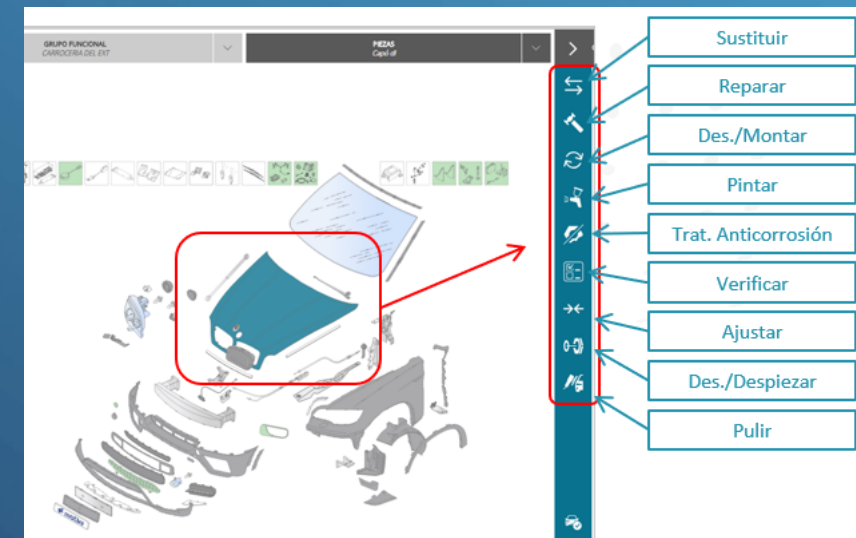 GRUPO FUNCIONAL
CARROCERIA DEL EXT
PIEZAS
Capó df
Sustituir
Reparar
Des./Montar
Pintar
Trat. Anticorrosión
Verificar
Ajustar
Des./Despiezar
Pulir